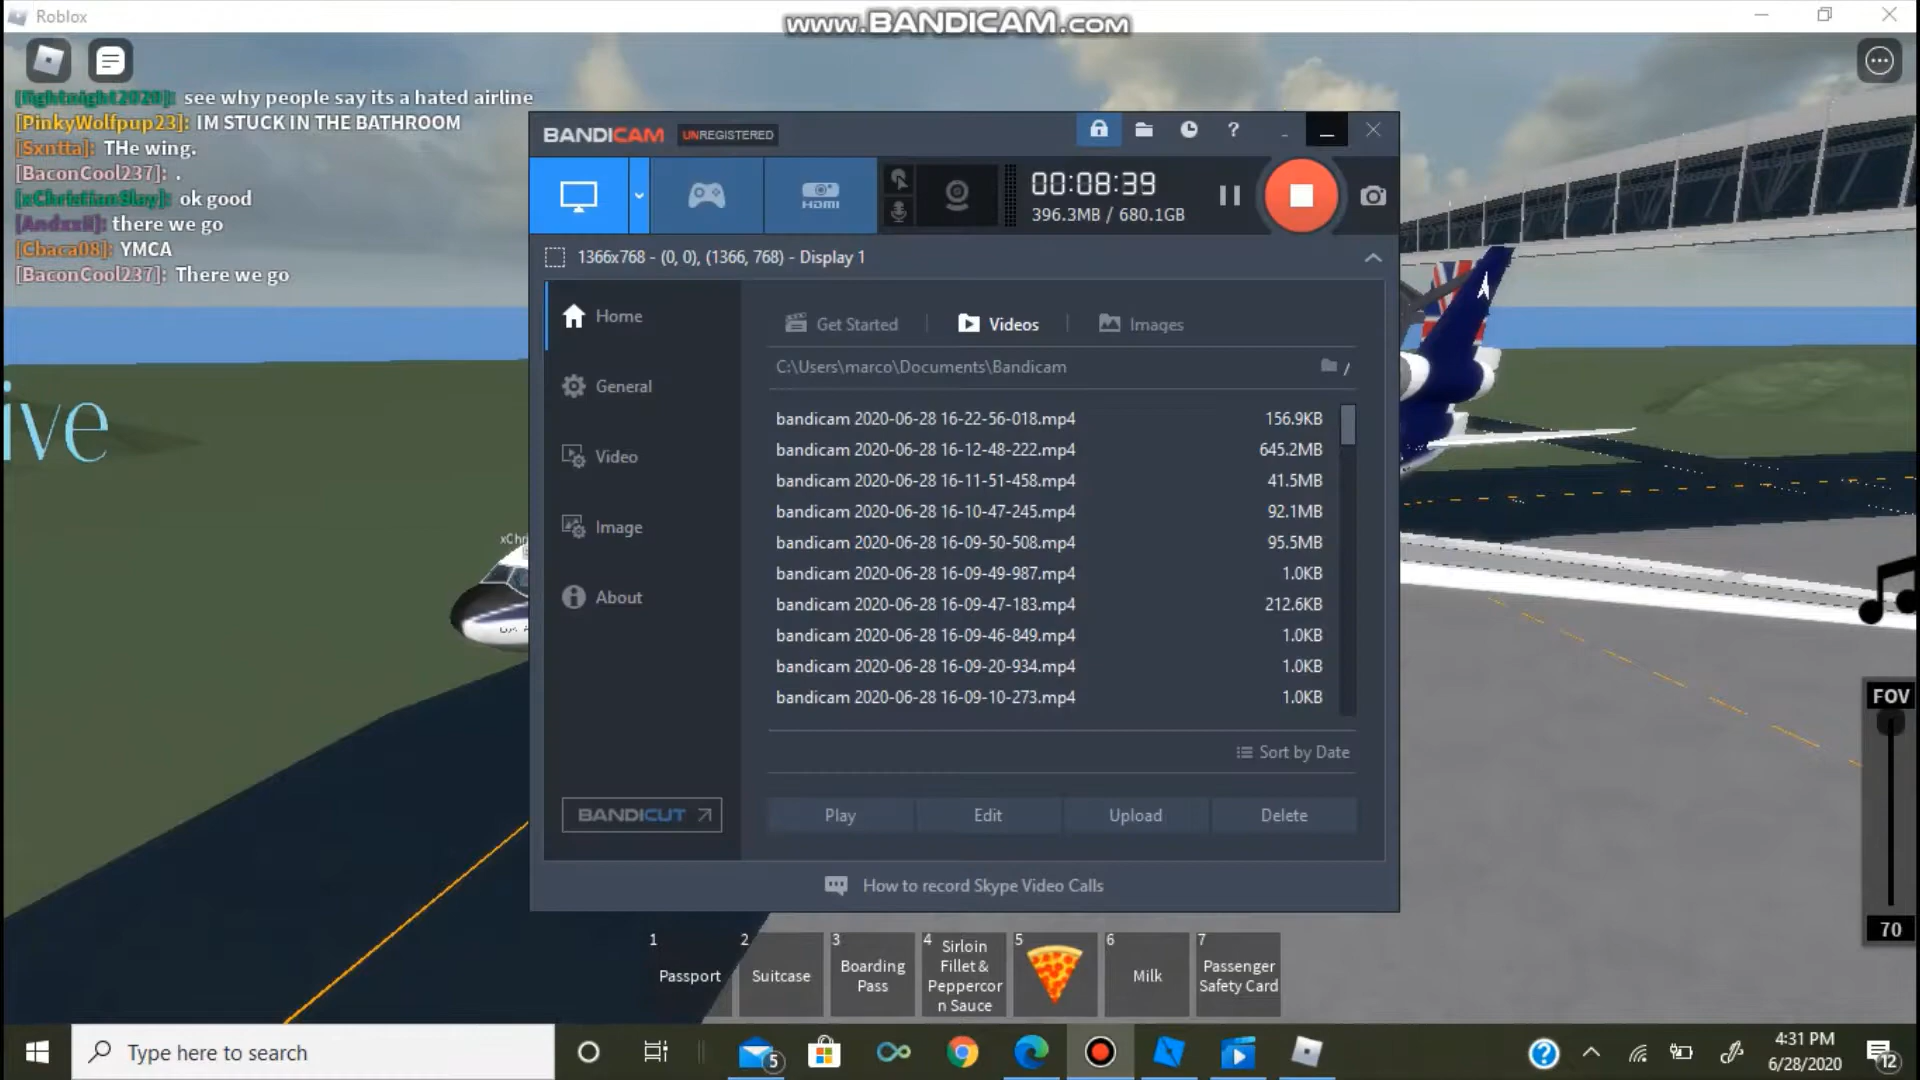 Roblox
www.BANDICAM.com
[fightnight2020]: see why people say its a hated airline
[PinkyWolfpup23]: IM STUCK IN THE BATHROOM
[Sxntta]: THe wing.
[BaconCool237]: .
ok good
there we go
[Cbaca08]: YMCA
[BaconCool237]: There we go
BANDICAM UNREGISTERED
?
HDMI
00:08:39
396.3MB / 680.1GB
1366x768 - (0, 0), (1366, 768) - Display 1
Home
General
Video
Image
About
BANDICUT
Get Started
Videos
Images
C:\Users\marco\Documents\Bandicam
/
bandicam 2020-06-28 16-22-56-018.mp4 156.9KB
bandicam 2020-06-28 16-12-48-222.mp4 645.2MB
bandicam 2020-06-28 16-11-51-458.mp4 41.5MB
bandicam 2020-06-28 16-10-47-245.mp4 92.1MB
bandicam 2020-06-28 16-09-50-508.mp4 95.5MB
bandicam 2020-06-28 16-09-49-987.mp4 1.0KB
bandicam 2020-06-28 16-09-47-183.mp4 212.6KB
bandicam 2020-06-28 16-09-46-849.mp4 1.0KB
bandicam 2020-06-28 16-09-20-934.mp4 1.0KB
bandicam 2020-06-28 16-09-10-273.mp4 1.0KB
Sort by Date
Play Edit Upload Delete
How to record Skype Video Calls
ive
xChri
FOV
70
1 Passport
2 Suitcase
3 Boarding
Pass
4 Sirloin
Fillet &
Peppercor
n Sauce
5
6 Milk
7 Passenger
Safety Card
Type here to search
5
?
4:31 PM
6/28/2020
12